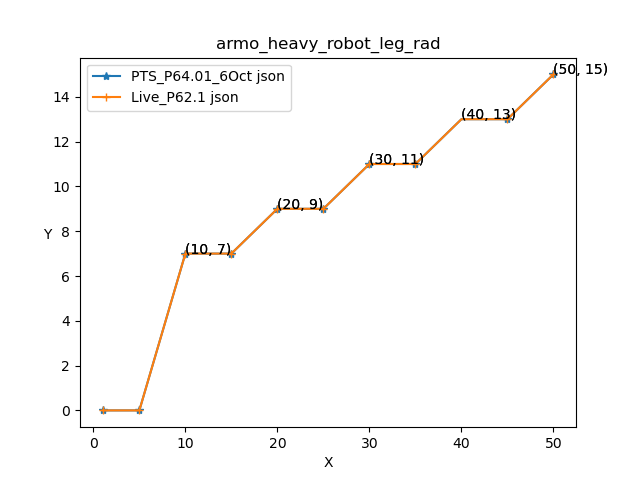 armo_heavy_robot_leg_rad
PTS_P64.01_6Oct json
Live_P62.1 json
(50, 15)
(40, 13)
(30, 11)
(20, 9)
(10, 7)
14
12
10
8
6
4
2
0
Y
0 10 20 30 40 50
X